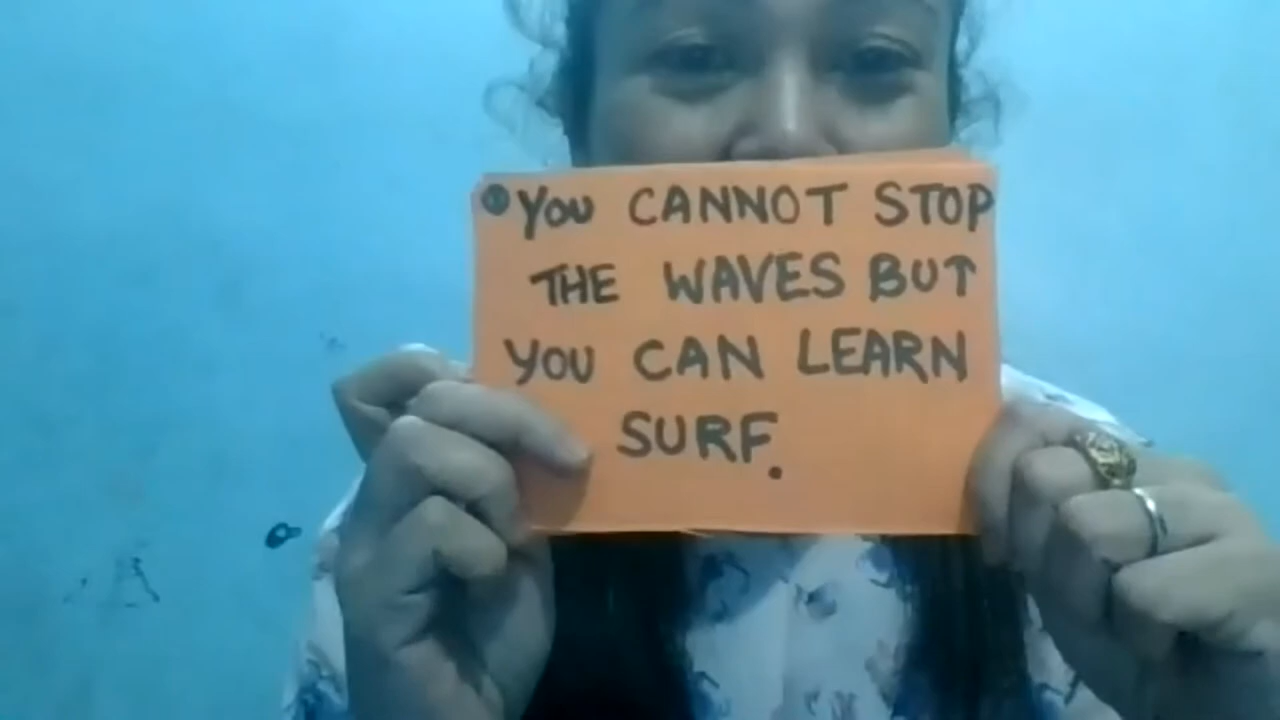 YOU CANNOT STOP
THE WAVES BUT
YOU CAN LEARN
SURF.